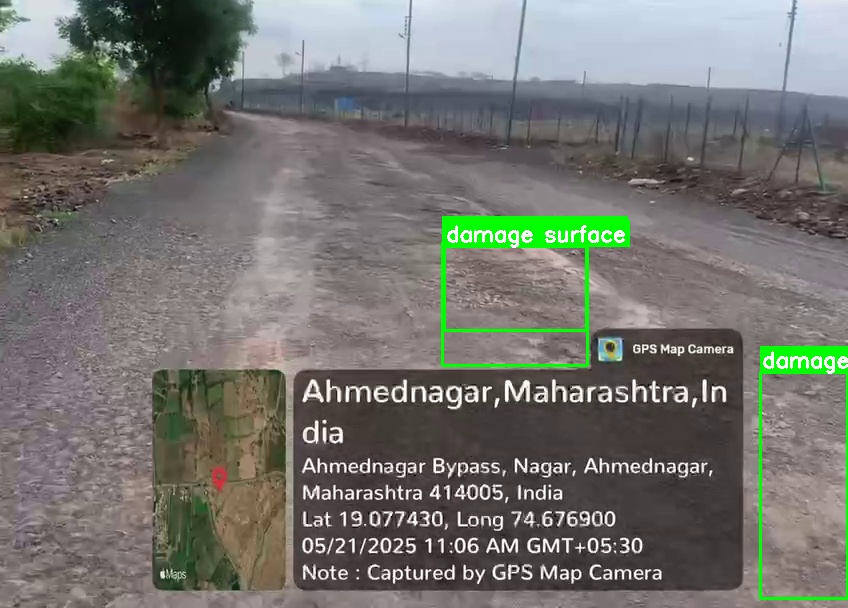 damage surface
GPS Map Camera
damage
Ahmednagar,Maharashtra,In
dia
Ahmednagar Bypass, Nagar, Ahmednagar,
Maharashtra 414005, India
Lat 19.077430, Long 74.676900
05/21/2025 11:06 AM GMT+05:30
Note : Captured by GPS Map Camera
Maps